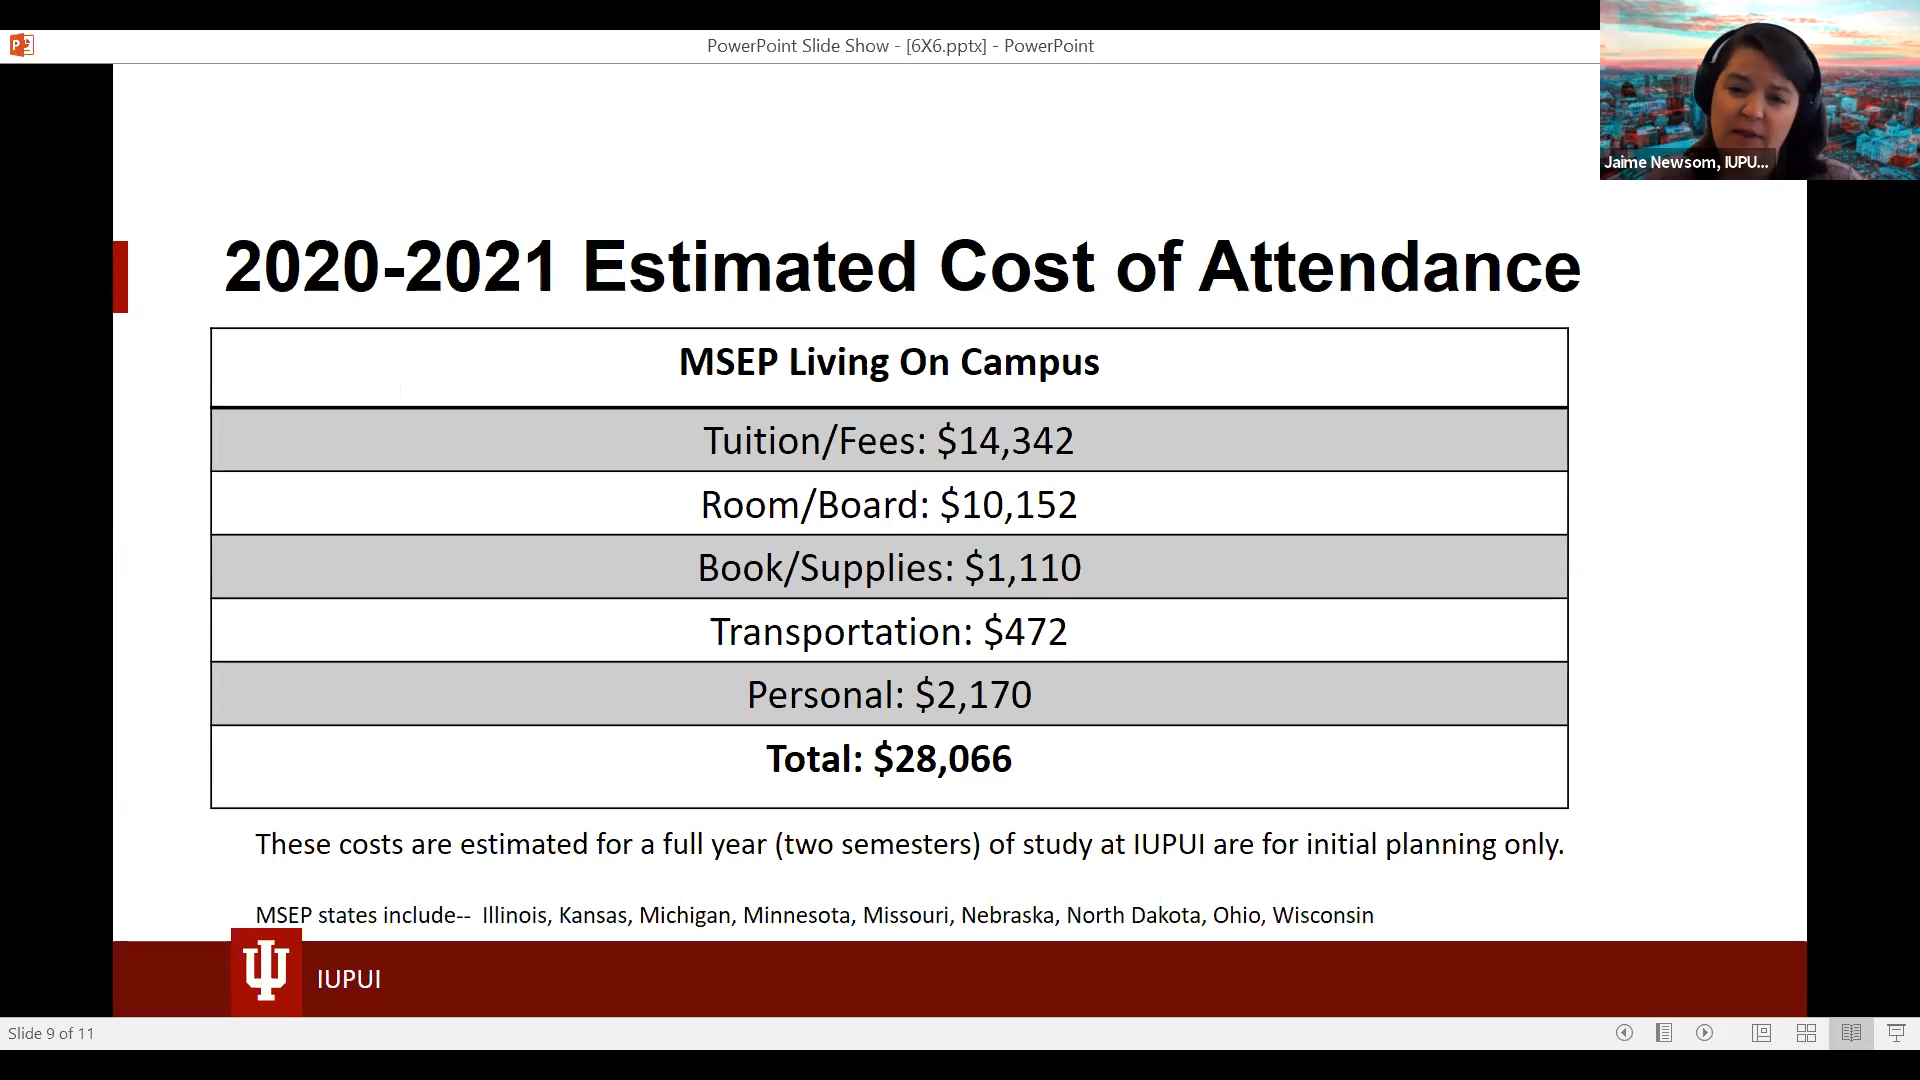 PowerPoint Slide Show - [6X6.pptx] - PowerPoint
Jaime Newsom, IUPU...
2020-2021 Estimated Cost of Attendance
MSEP Living On Campus
Tuition/Fees: $14,342
Room/Board: $10,152
Book/Supplies: $1,110
Transportation: $472
Personal: $2,170
Total: $28,066
These costs are estimated for a full year (two semesters) of study at IUPUI are for initial planning only.
MSEP states include-- Illinois, Kansas, Michigan, Minnesota, Missouri, Nebraska, North Dakota, Ohio, Wisconsin
IUPUI
Slide 9 of 11